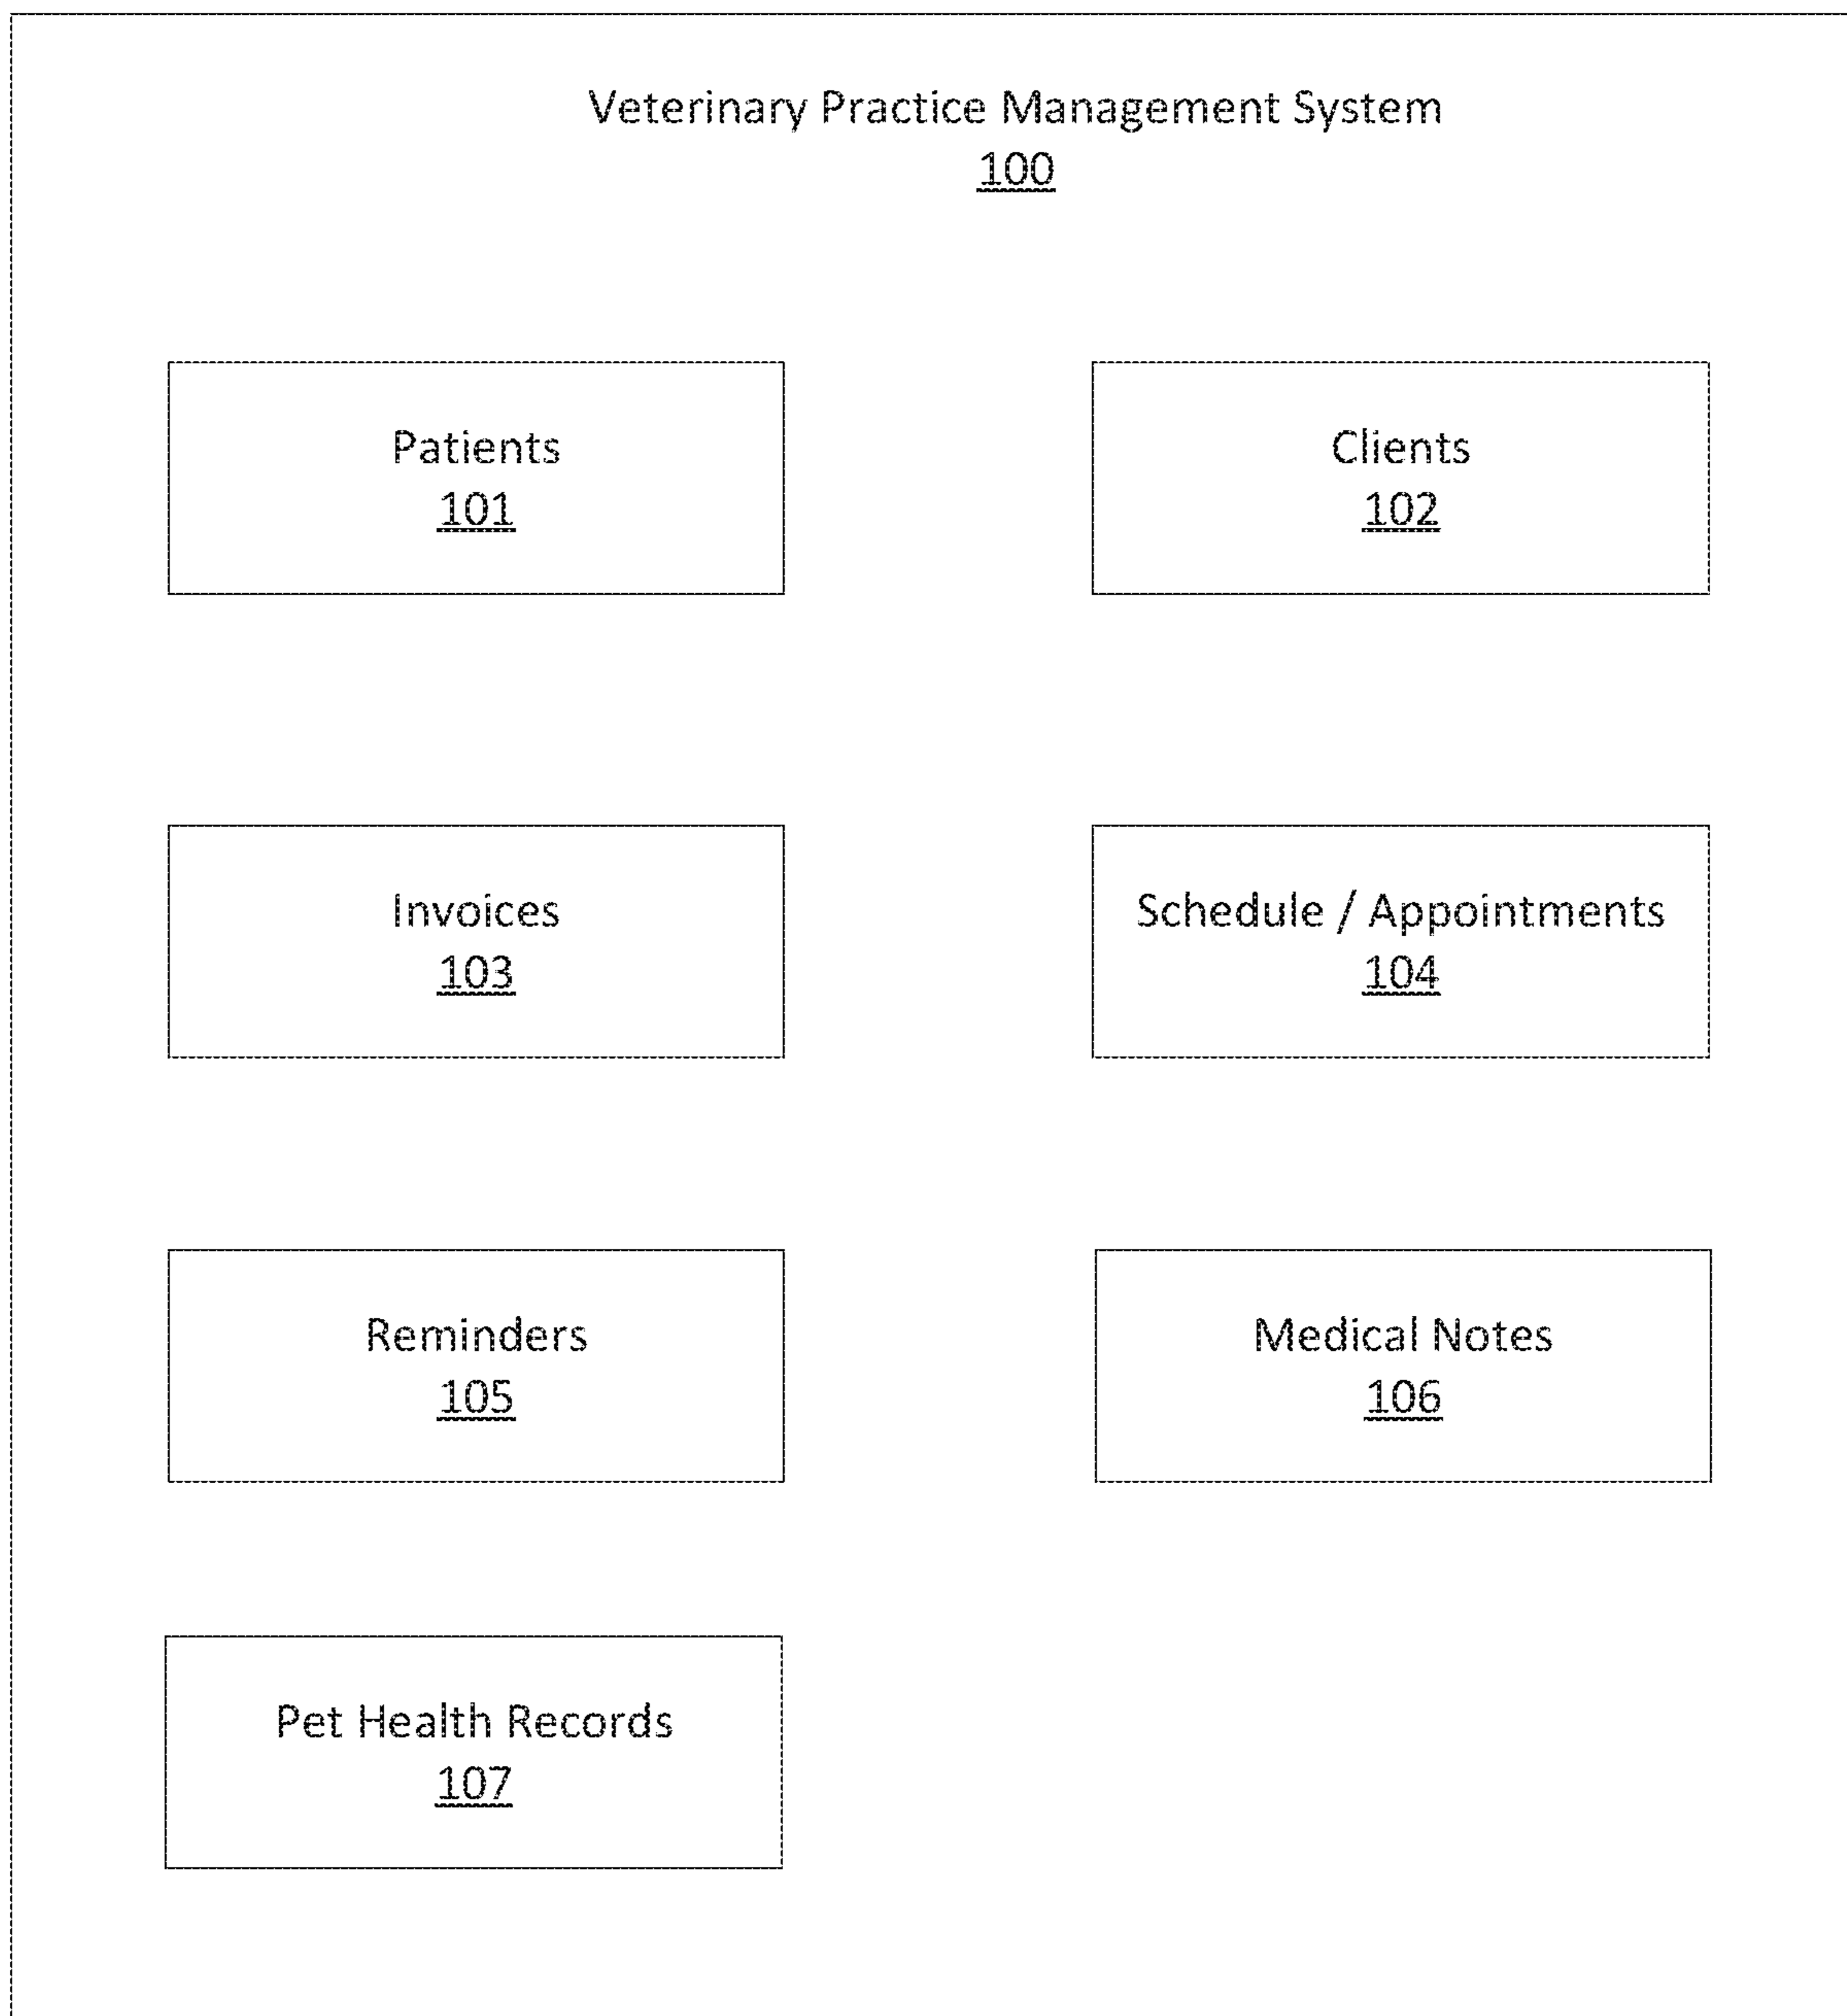 Veterinary Practice Management System
100
Patients
101
Clients
102
Invoices
103
Schedule / Appointments
104
Reminders
105
Medical Notes
106
Pet Health Records
107